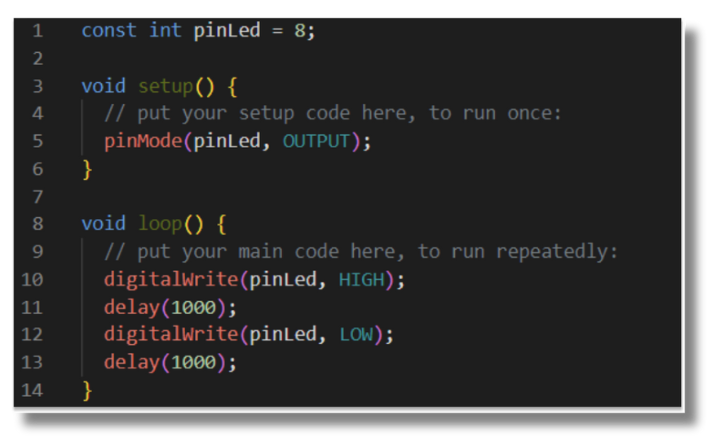 1 const int pinLed = 8;
2
3 void setup() {
4 // put your setup code here, to run once:
5 pinMode(pinLed, OUTPUT);
6 }
7
8 void loop() {
9 // put your main code here, to run repeatedly:
10 digitalWrite(pinLed, HIGH);
11 delay(1000);
12 digitalWrite(pinLed, LOW);
13 delay(1000);
14 }